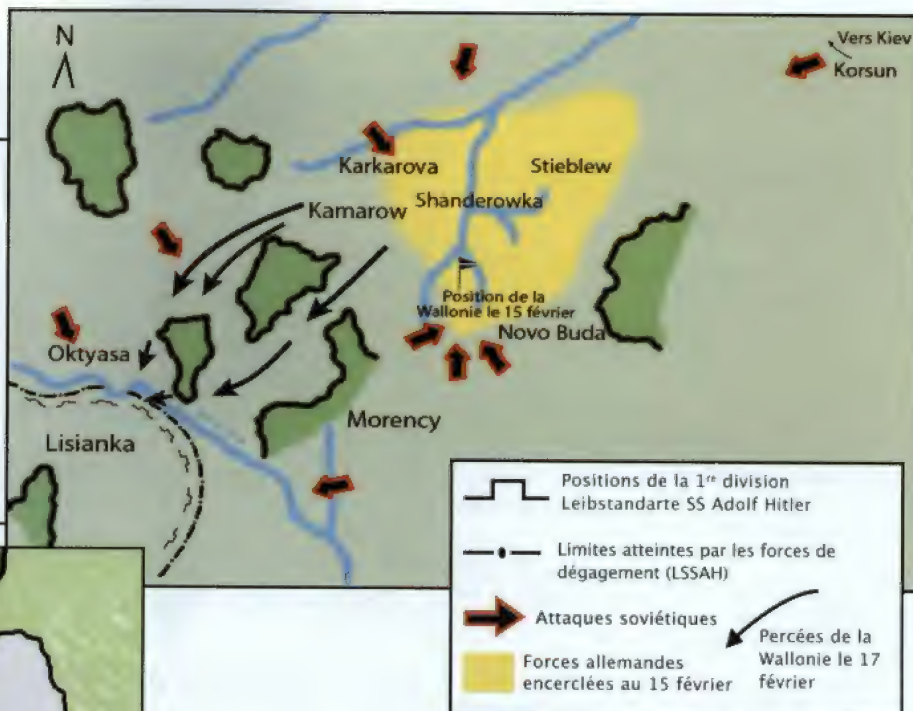 N
Vers Kiev
Korsun
Karkarova
Stieblew
Shanderowka
Kamarow
Position de la
Wallonie le 15 février
Novo Buda
Oktyasa
Morency
Lisianka
Positions de la 1re division
Leibstandarte SS Adolf Hitler
Limites atteintes par les forces de
dégagement (LSSAH)
Attaques soviétiques
Percées de la
Wallonie le 17
février
Forces allemandes
encerclées au 15 février